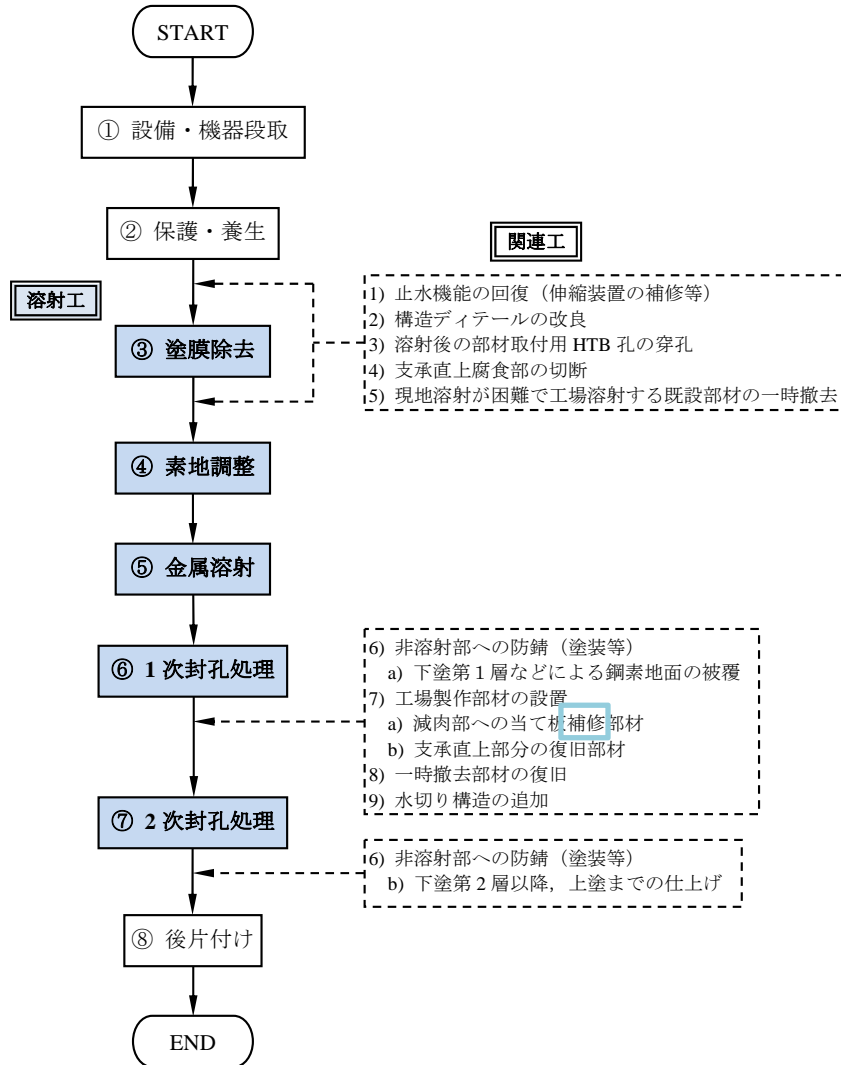 START
① 設備・機器段取
② 保護・養生
関連工
溶射工
1) 止水機能の回復（伸縮装置の補修等）
2) 構造ディテールの改良
3) 溶射後の部材取付用 HTB 孔の穿孔
4) 支承直上腐食部の切断
5) 現地溶射が困難で工場溶射する既設部材の一時撤去
③ 塗膜除去
④ 素地調整
⑤ 金属溶射
⑥ 1 次封孔処理
6) 非溶射部への防錆（塗装等）
a) 下塗第１層などによる鋼素地面の被覆
7) 工場製作部材の設置
a) 減肉部への当て板補修部材
b) 支承直上部分の復旧部材
8) 一時撤去部材の復旧
9) 水切り構造の追加
⑦ 2 次封孔処理
6) 非溶射部への防錆（塗装等）
b) 下塗第 2 層以降，上塗までの仕上げ
⑧ 後片付け
END